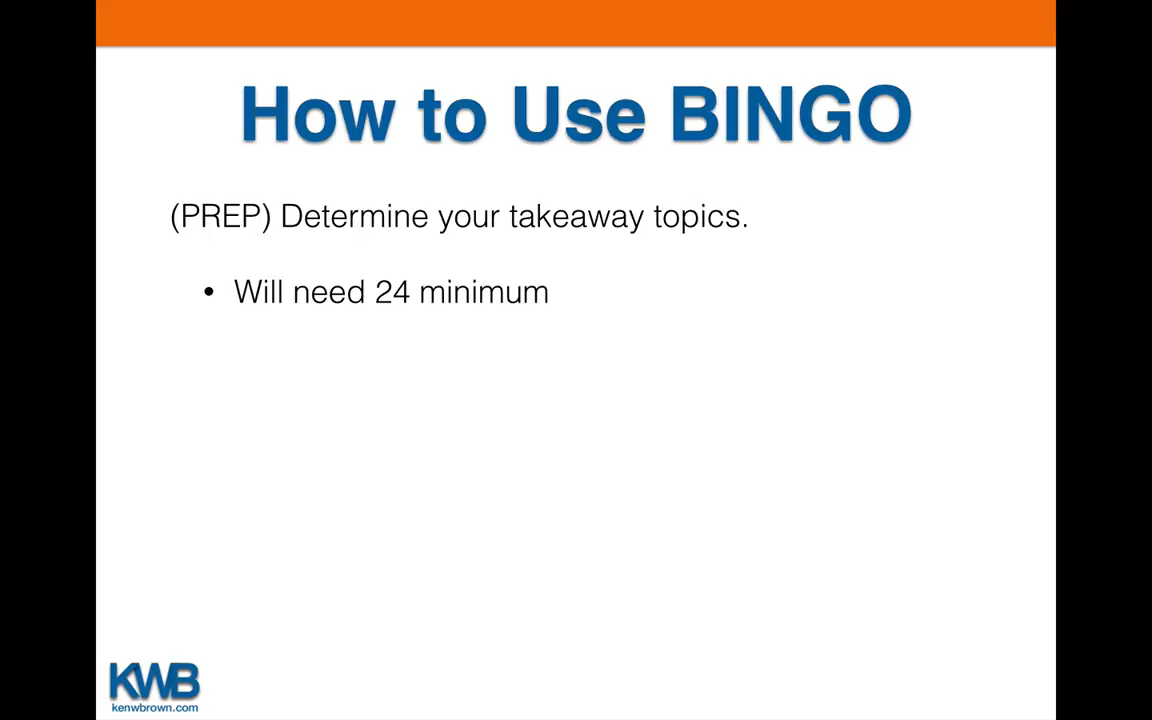 How to Use BINGO
(PREP) Determine your takeaway topics.
• Will need 24 minimum
KWB
kenwbrown.com